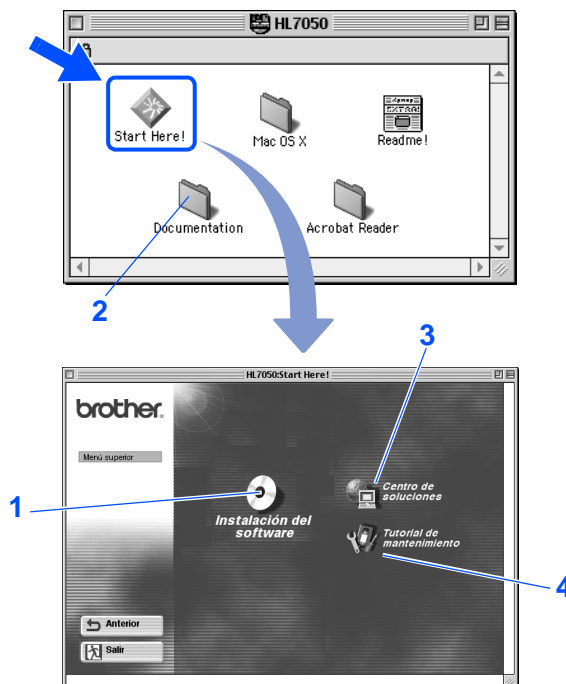 HL7050
Start Here!
Mac OS X
Readme!
Documentation
Acrobat Reader
2
3
HL7050:Start Here!
brother.
Menú superior
Centro de
soluciones
1
Instalación del
software
Tutorial de
mantenimiento
4
Anterior
Salir